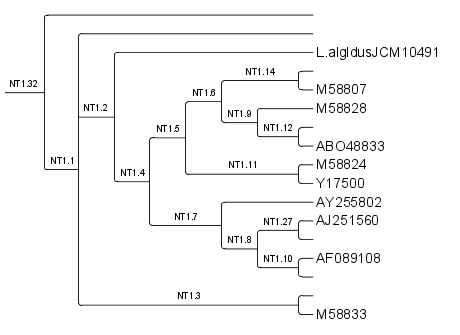 L.algIdusJCM10491
NT1.14
NT1.32
M58807
NT1.6
M58828
NT1.2
NT1.9
NT1.12
NT1.5
ABO48833
NT1.1
M58824
NT1.11
NT1.4
Y17500
AY255802
NT1.7
NT1.27
AJ251560
NT1.8
AF089108
NT1.10
NT1.3
M58833